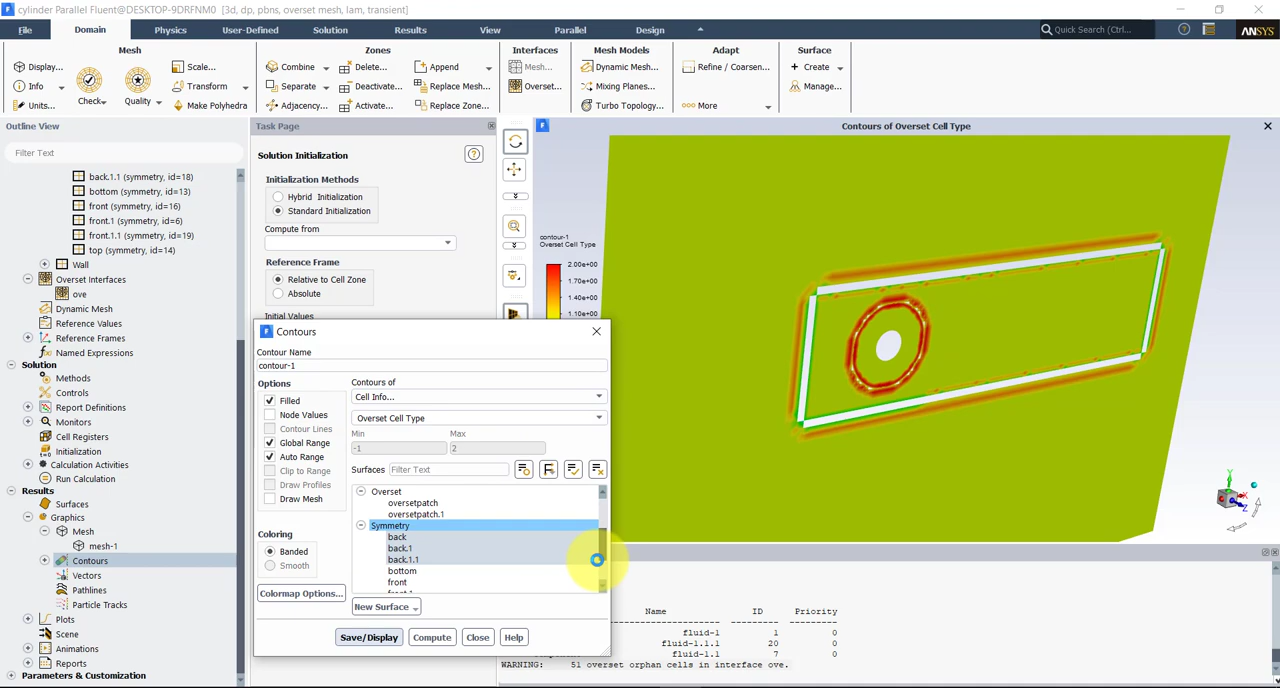 cylinder Parallel Fluent@DESKTOP-9DRFNM0 [3d, dp, pbns, overset mesh, lam, transient]
File Domain Physics User-Defined Solution Results View Parallel Design Quick Search (Ctrl... ANSYS
Mesh Zones Interfaces Mesh Models Adapt Surface
Display... Scale... Combine Delete... Append Mesh... Dynamic Mesh... Refine / Coarsen... Create
Info Check Quality Transform Separate Deactivate... Replace Mesh... Overset... Mixing Planes... Manage...
Units... Make Polyhedra Adjacency... Activate... Replace Zone... Turbo Topology... More
Outline View
Filter Text
back.1.1 (symmetry, id=18)
bottom (symmetry, id=13)
front (symmetry, id=16)
front.1 (symmetry, id=6)
front.1.1 (symmetry, id=19)
top (symmetry, id=14)
Wall
Overset Interfaces
ove
Dynamic Mesh
Reference Values
Reference Frames
Named Expressions
Solution
Methods
Controls
Report Definitions
Monitors
Cell Registers
Initialization
Calculation Activities
Run Calculation
Results
Surfaces
Graphics
Mesh
mesh-1
Contours
Vectors
Pathlines
Particle Tracks
Plots
Scene
Animations
Reports
Parameters & Customization
Task Page
Solution Initialization
Initialization Methods
Hybrid Initialization
Standard Initialization
Compute from
Reference Frame
Relative to Cell Zone
Absolute
Initial Values
Contours
Contour Name
contour-1
Options
Filled
Node Values
Contour Lines
Global Range
Auto Range
Clip to Range
Draw Profiles
Draw Mesh
Coloring
Banded
Smooth
Colormap Options...
Contours of
Cell Info...
Overset Cell Type
Min Max
-1 2
Surfaces Filter Text
Overset
oversetpatch
oversetpatch.1
Symmetry
back
back.1
back.1.1
bottom
front
front.1
New Surface
Save/Display Compute Close Help
Contours of Overset Cell Type
contour-1
Overset Cell Type
2.00e+00
1.70e+00
1.40e+00
1.10e+00
Y
X
Z
Name ID Priority
fluid-1 1 0
fluid-1.1.1 20 0
fluid-1.1 7 0
WARNING: 51 overset orphan cells in interface ove.